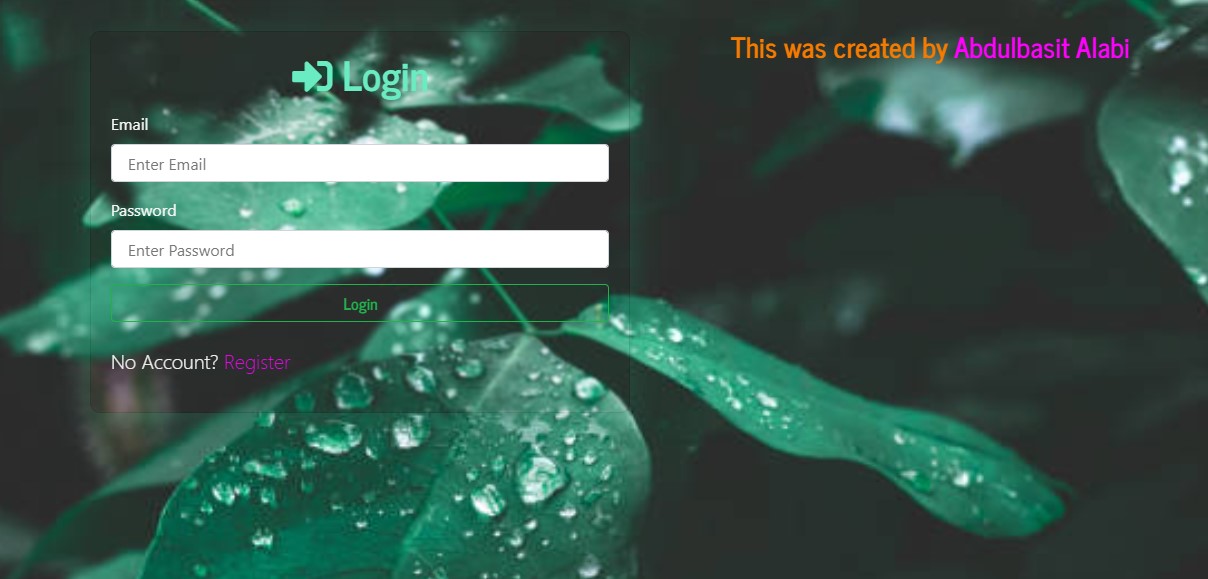 This was created by Abdulbasit Alabi
Login
Email
Enter Email
Password
Enter Password
Login
No Account? Register